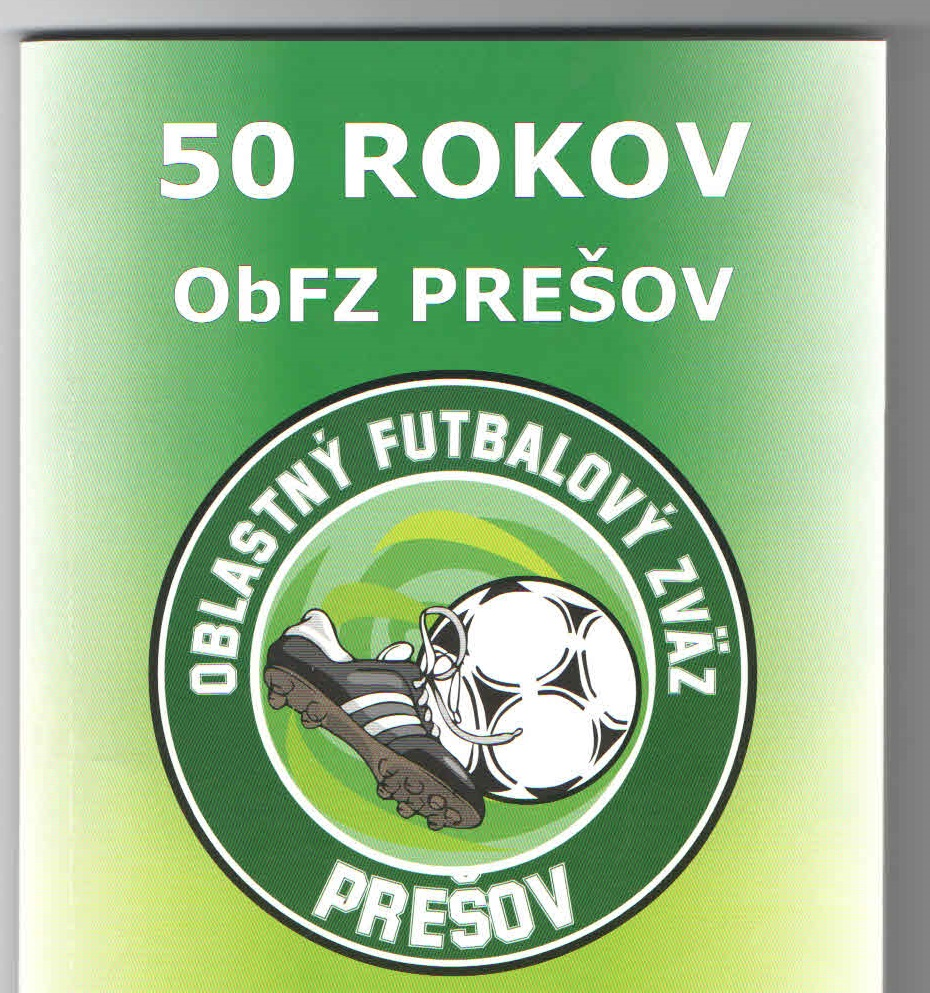 50 ROKOV
ObFZ PREŠOV
OBLASTNÝ FUTBALOVÝ ZVÄZ
PREŠOV